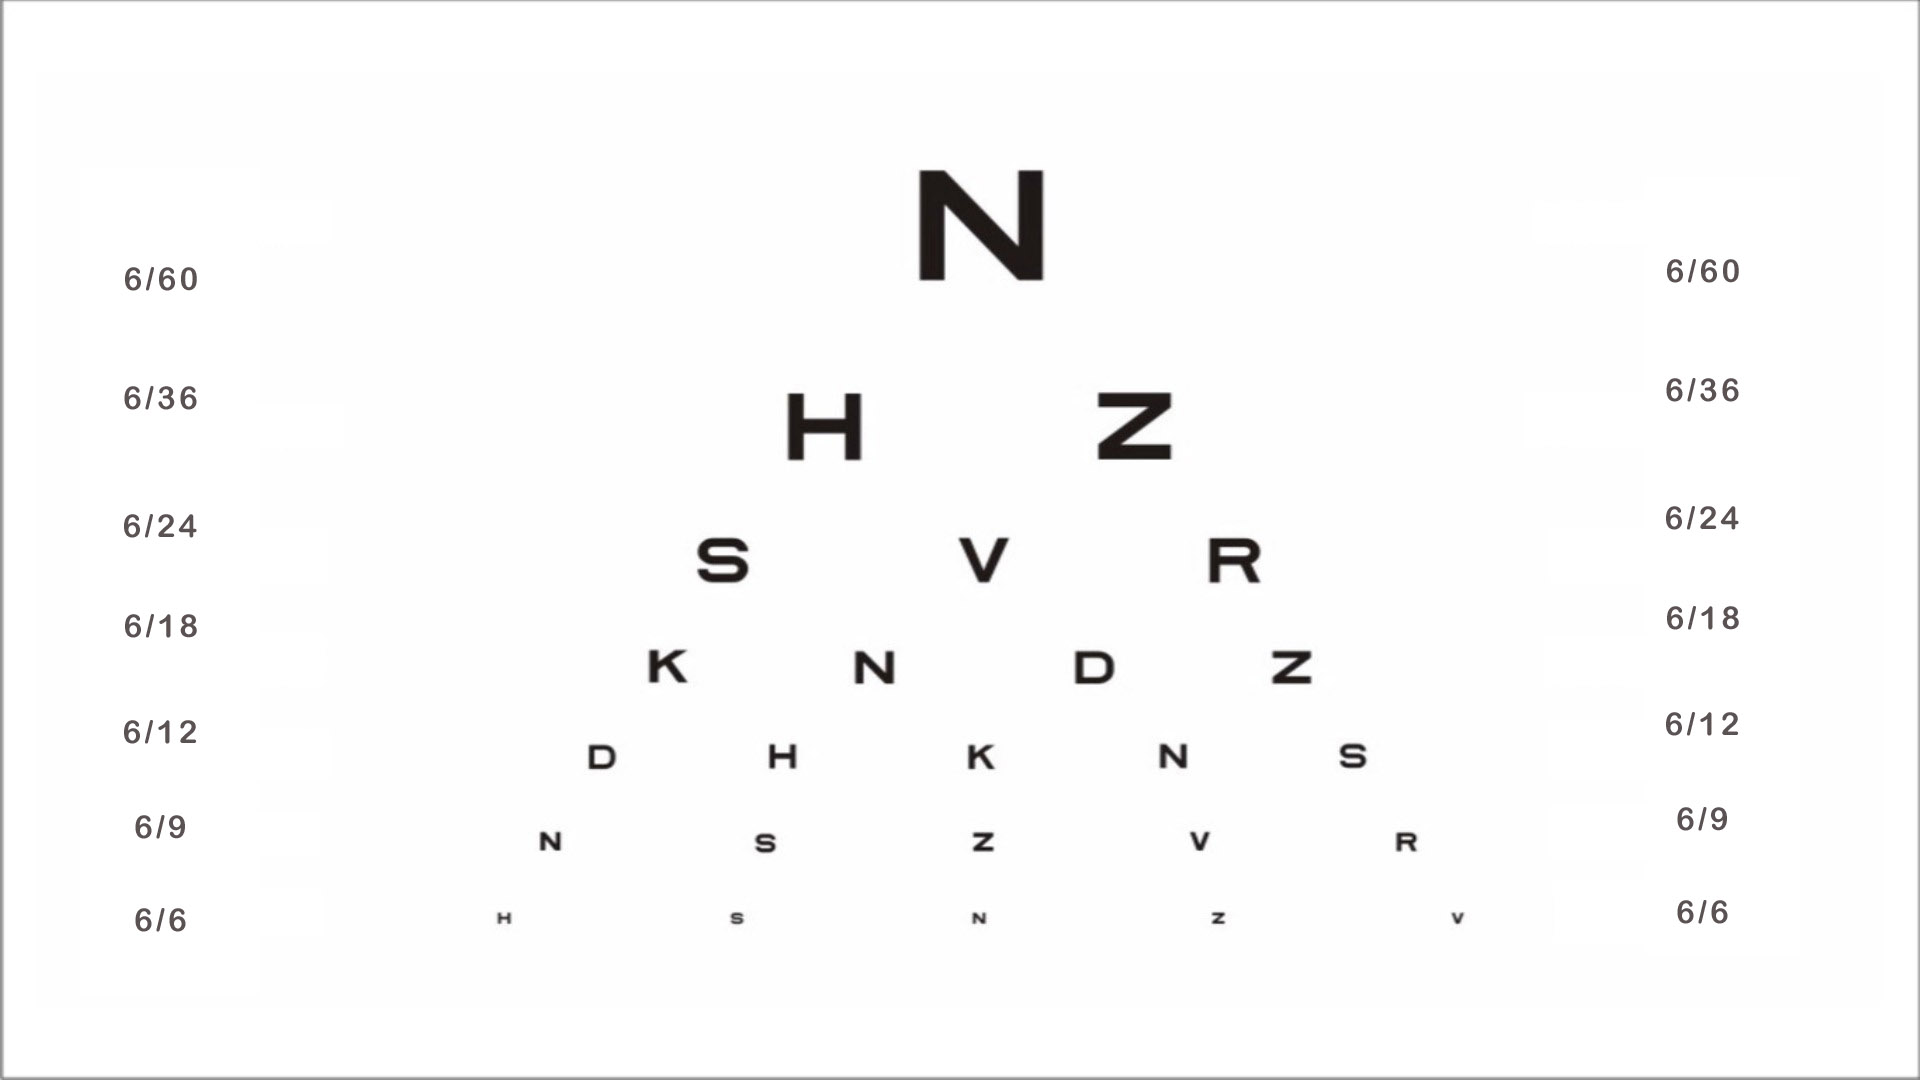 N
6/60 6/60
H Z
6/36 6/36
S V R
6/24 6/24
K N D Z
6/18 6/18
D H K N S
6/12 6/12
N S Z V R
6/9 6/9
H S N Z V
6/6 6/6